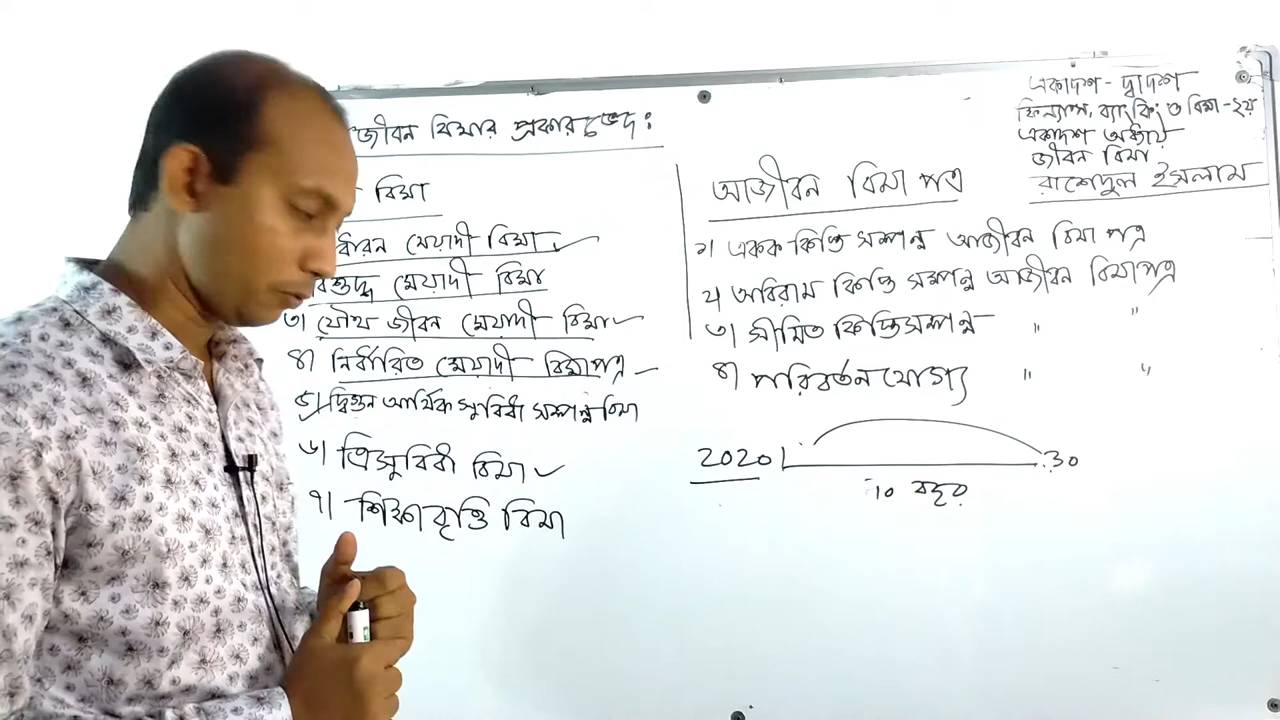 জীবন বিমার প্রকারভেদ:
বিমা
মেয়াদী বিমা
মেয়াদী বিমা
৩) যৌথ জীবন মেয়াদী বিমা
৪) নির্ধারিত মেয়াদী বিমাপত্র
৫) দ্বিগুন আর্থিক সুবিধা সম্পন্ন বিমা
৬) ত্রিসুবিধা বিমা
৭) শিক্ষাবৃত্তি বিমা
একাদশ - দ্বাদশ
ফিন্যান্স, ব্যাংকিং ও বিমা - ২য়
একাদশ অধ্যায়
জীবন বিমা
রাশেদুল ইসলাম
আজীবন বিমা পত্র
১) একক কিস্তি সম্পন্ন আজীবন বিমা পত্র
২) অবিরাম কিস্তি সম্পন্ন আজীবন বিমাপত্র
৩) সীমিত কিস্তিসম্পন্ন " "
৪) পরিবর্তনযোগ্য " "
2020 30
10 বছর